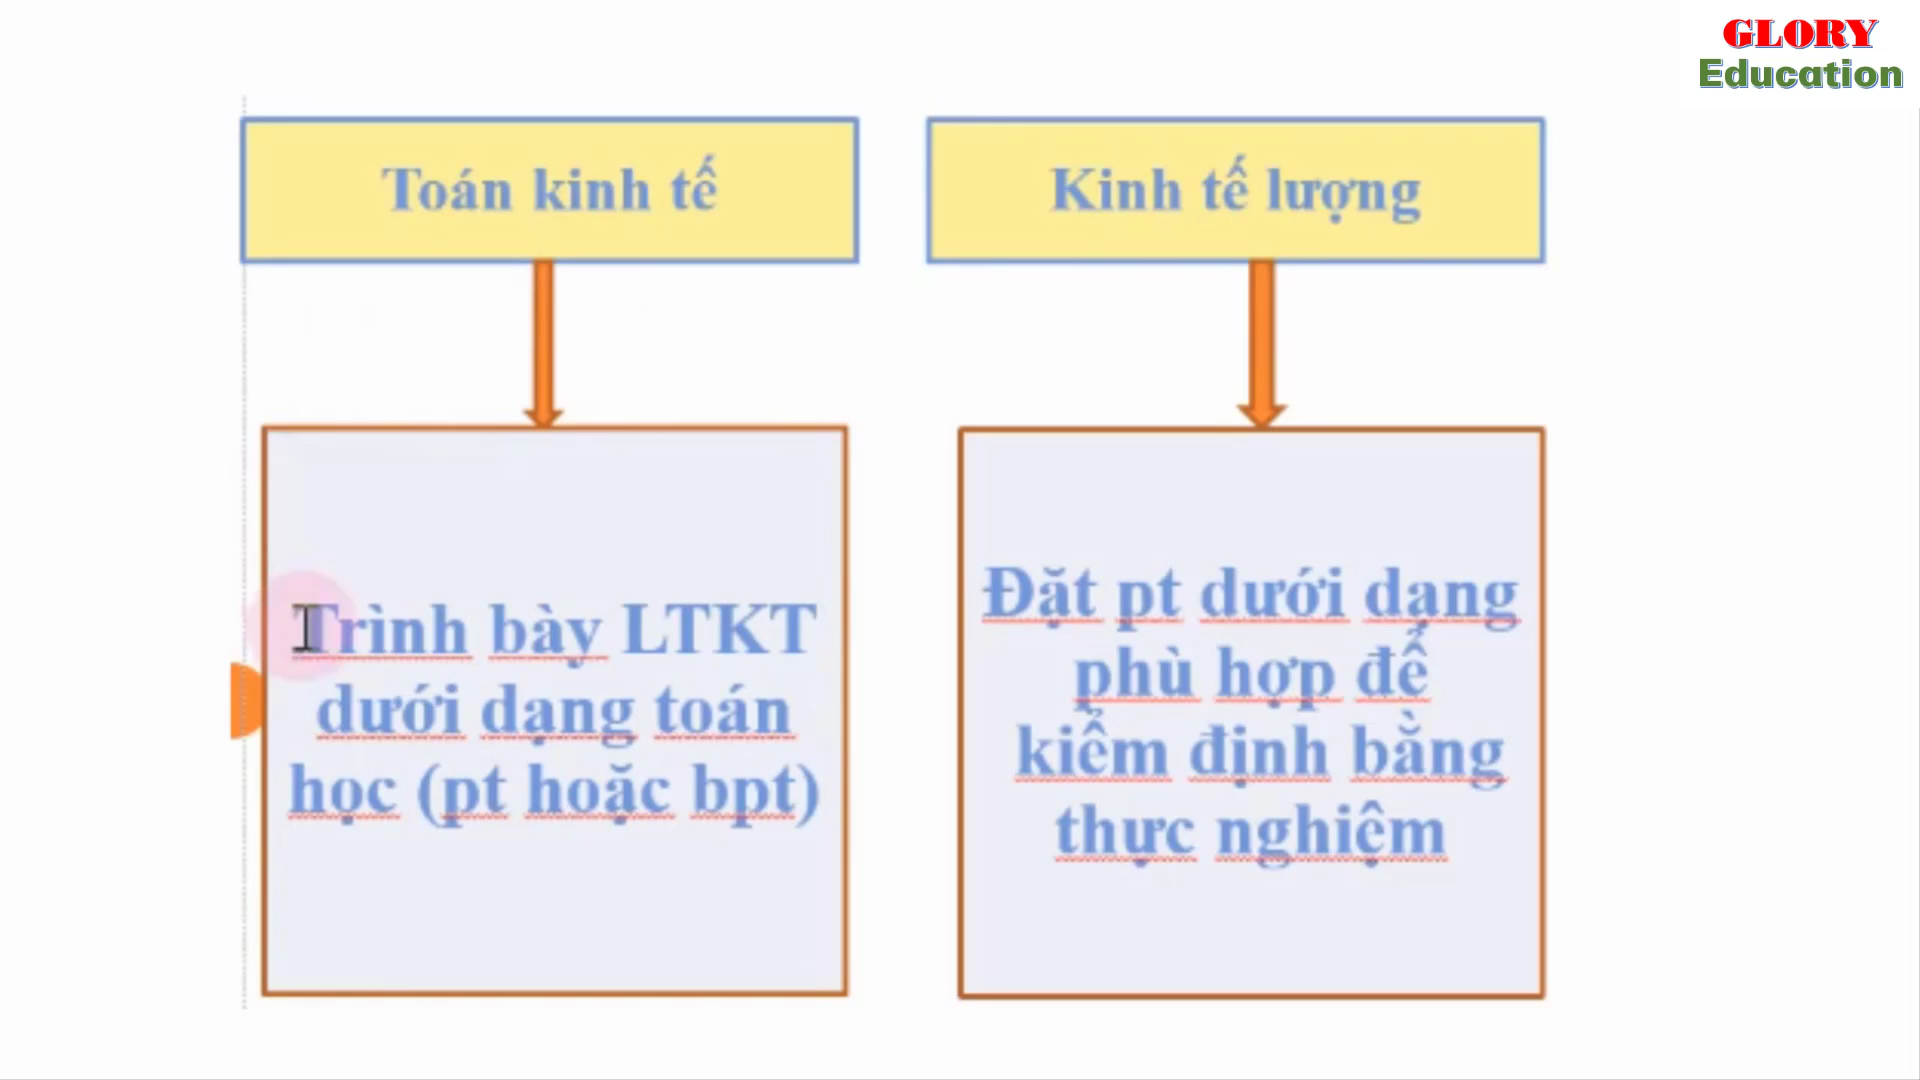 GLORY
Education
Toán kinh tế
Kinh tế lượng
Trình bày LTKT
dưới dạng toán
học (pt hoặc bpt)
Đặt pt dưới dạng
phù hợp để
kiểm định bằng
thực nghiệm